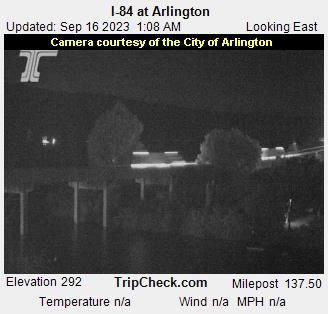 I-84 at Arlington
Updated: Sep 16 2023 1:08 AM Looking East
Camera courtesy of the City of Arlington
Elevation 292 TripCheck.com Milepost 137.50
Temperature n/a Wind n/a MPH n/a